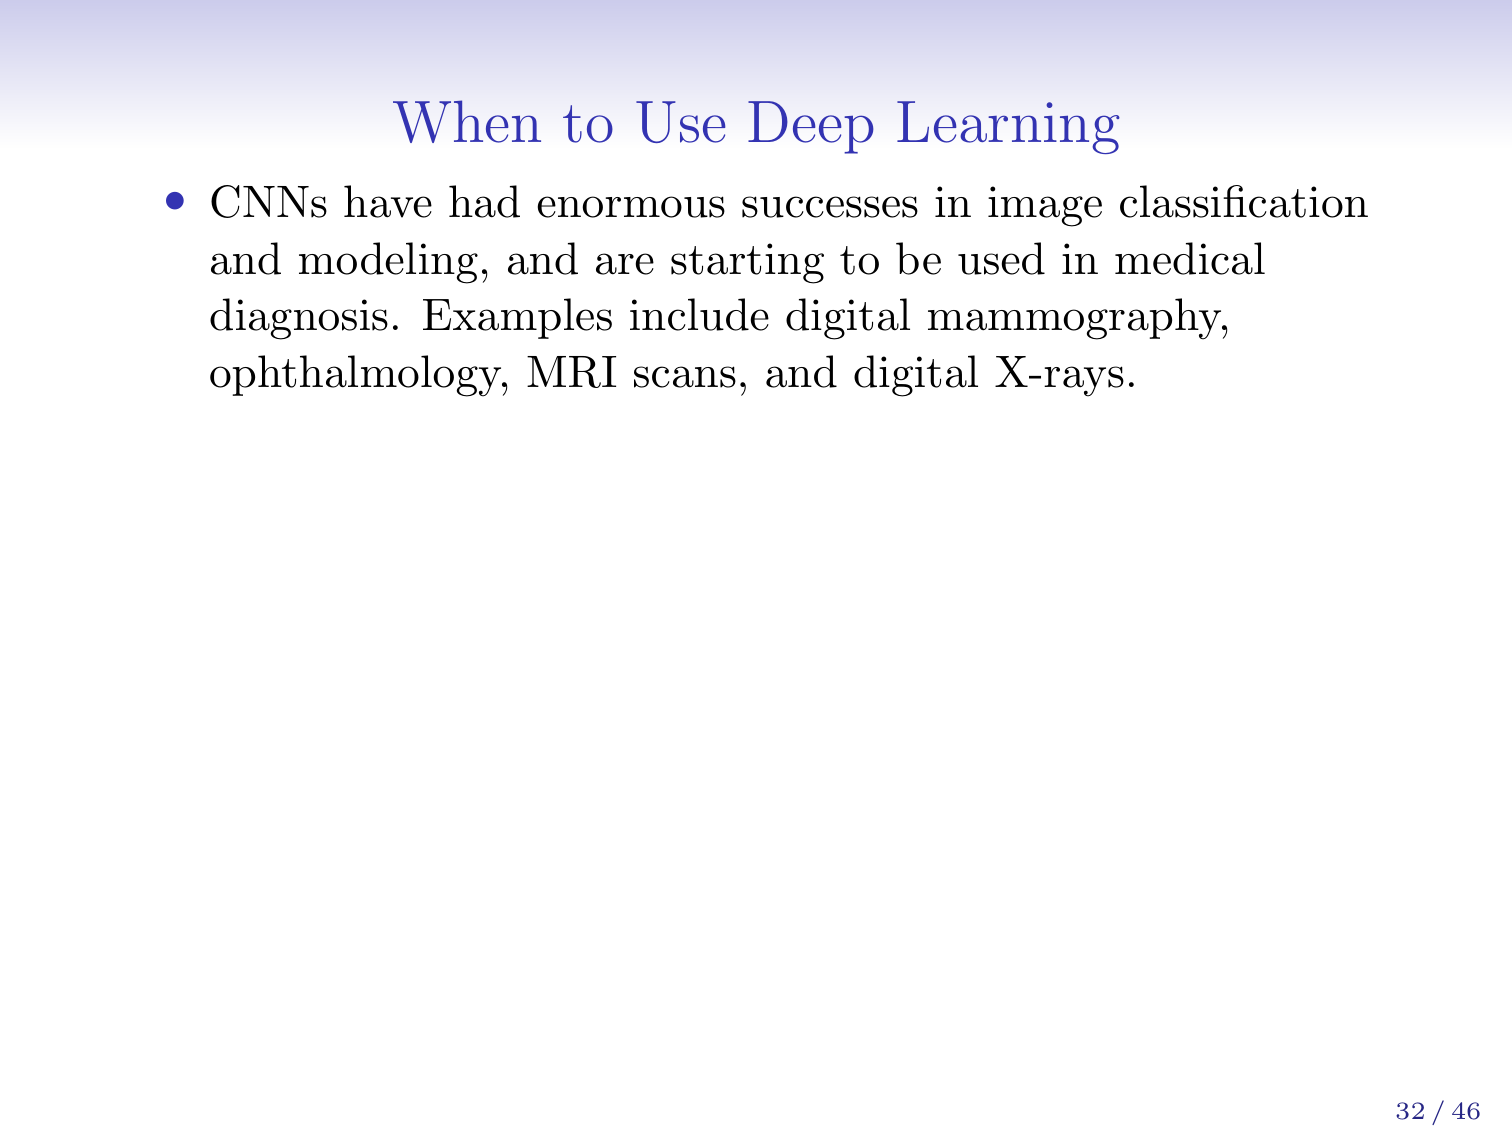 When to Use Deep Learning
• CNNs have had enormous successes in image classification
and modeling, and are starting to be used in medical
diagnosis. Examples include digital mammography,
ophthalmology, MRI scans, and digital X-rays.
32 / 46